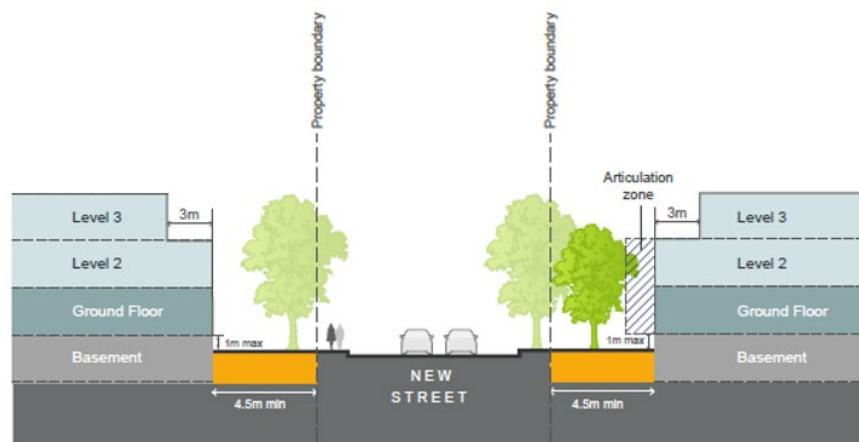 Property boundary
Property boundary
Articulation
zone
3m
3m
Level 3
Level 3
Level 2
Level 2
Ground Floor
Ground Floor
1m max
1m max
Basement
Basement
NEW
STREET
4.5m min
4.5m min